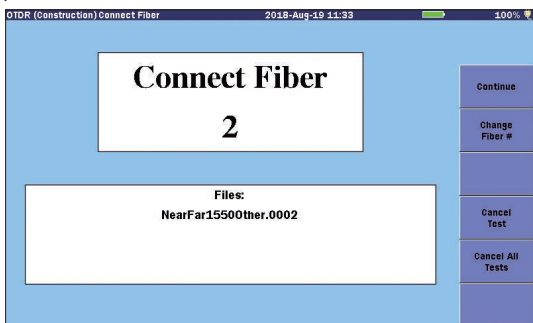 OTDR (Construction) Connect Fiber 2018-Aug-19 11:33 100%
Connect Fiber
2
Files:
NearFar1550Other.0002
Continue
Change
Fiber #
Cancel
Test
Cancel All
Tests